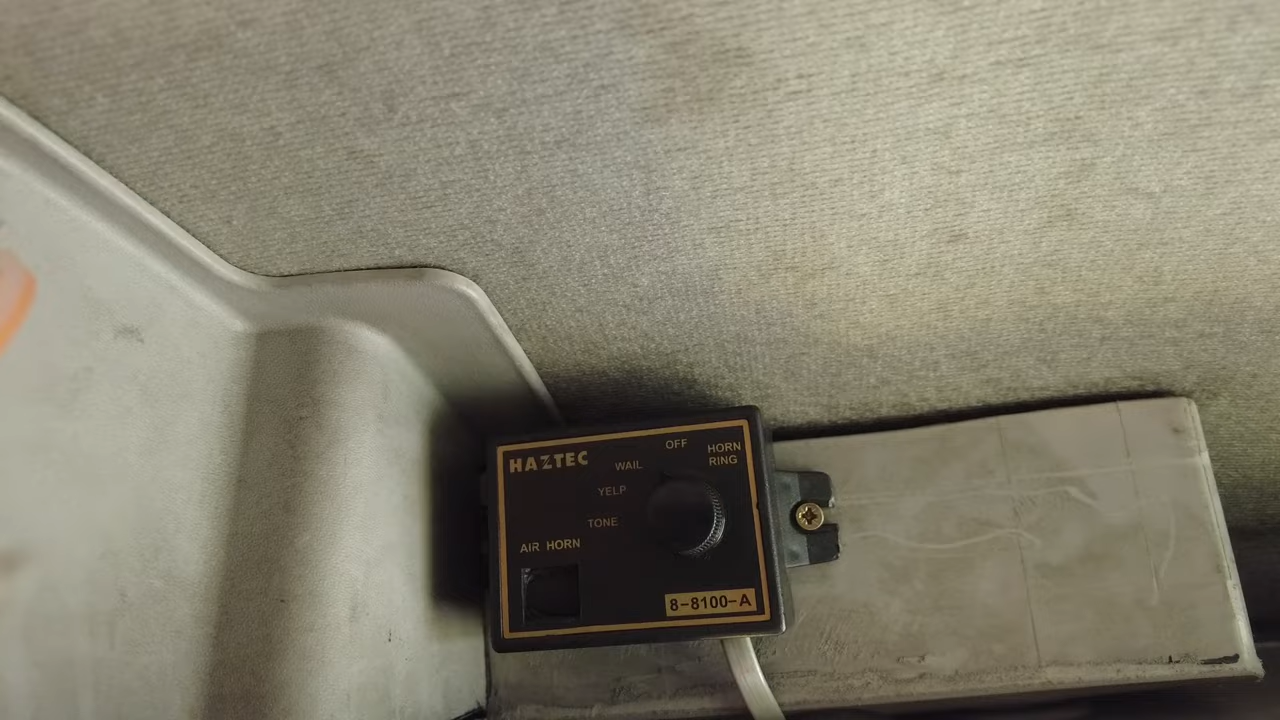 HAZTEC
OFF
HORN
RING
WAIL
YELP
TONE
AIR HORN
8-8100-A